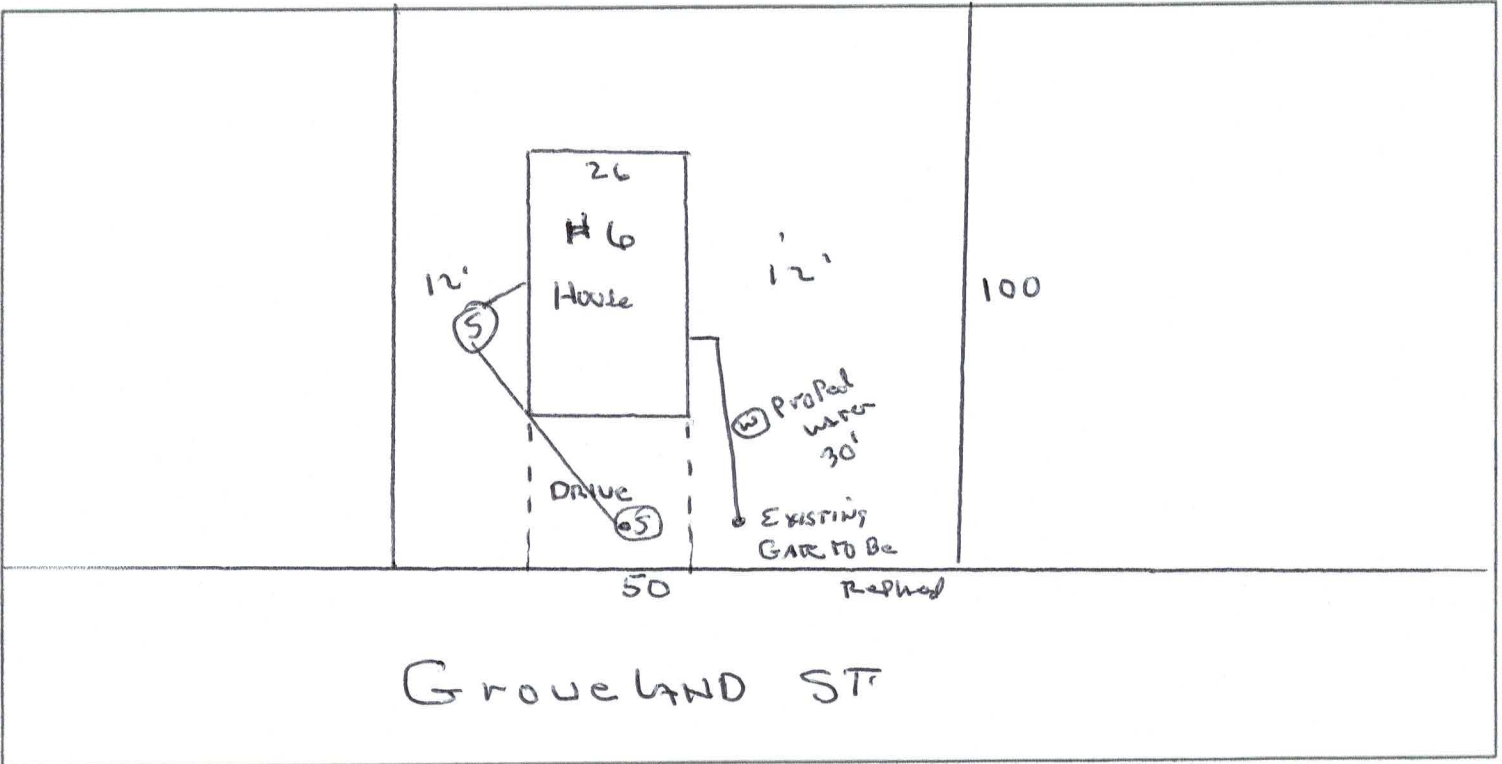 26
# 6
House
12'
S
12'
100
W Propod
water
30'
Drive
S
Existing
Gate to Be
Replaced
50
Groveland ST